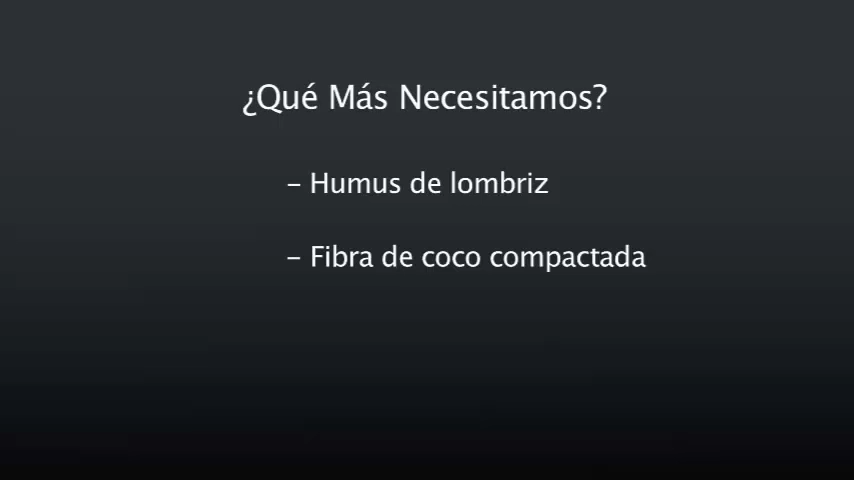 ¿Qué Más Necesitamos?
- Humus de lombriz
- Fibra de coco compactada